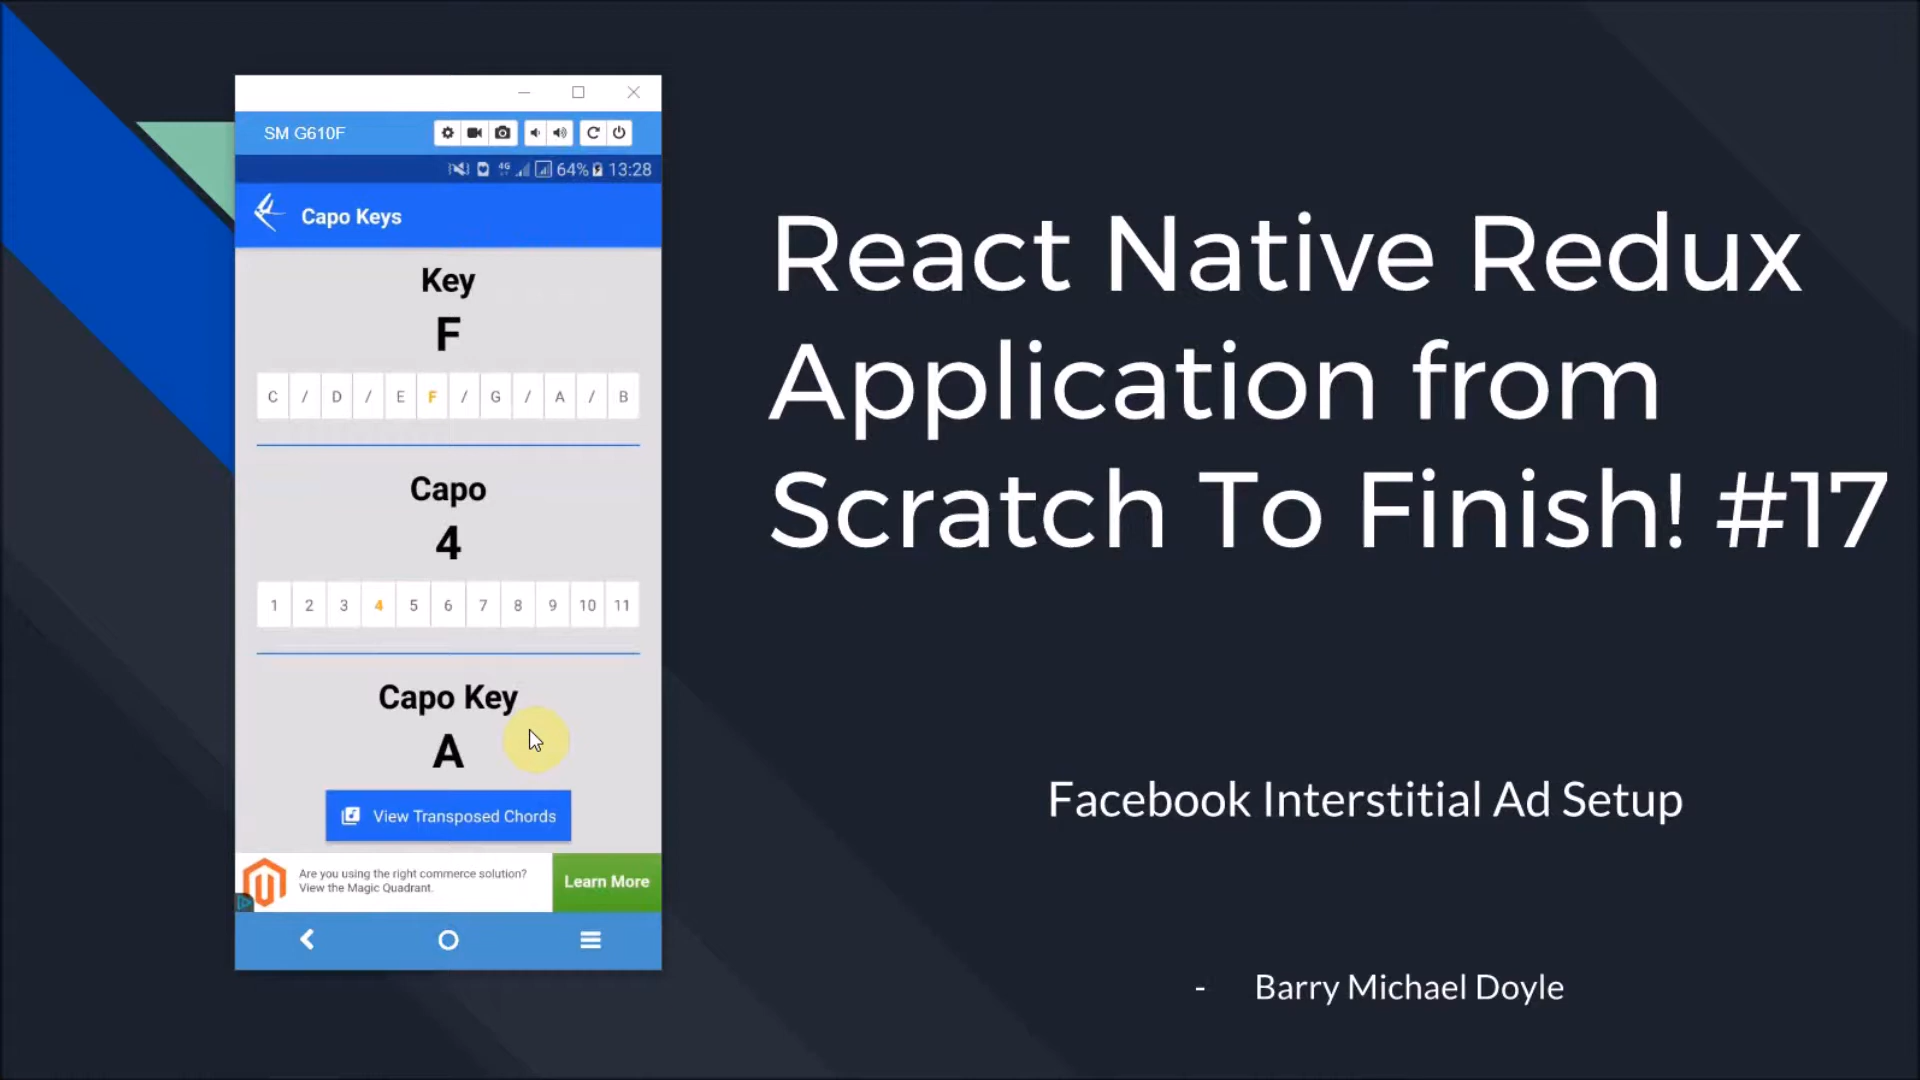 SM G610F
4G 64% 13:28
Capo Keys
Key
F
C / D / E F / G / A / B
Capo
4
1 2 3 4 5 6 7 8 9 10 11
Capo Key
A
View Transposed Chords
Are you using the right commerce solution?
View the Magic Quadrant.
Learn More
React Native Redux
Application from
Scratch To Finish! #17
Facebook Interstitial Ad Setup
- Barry Michael Doyle